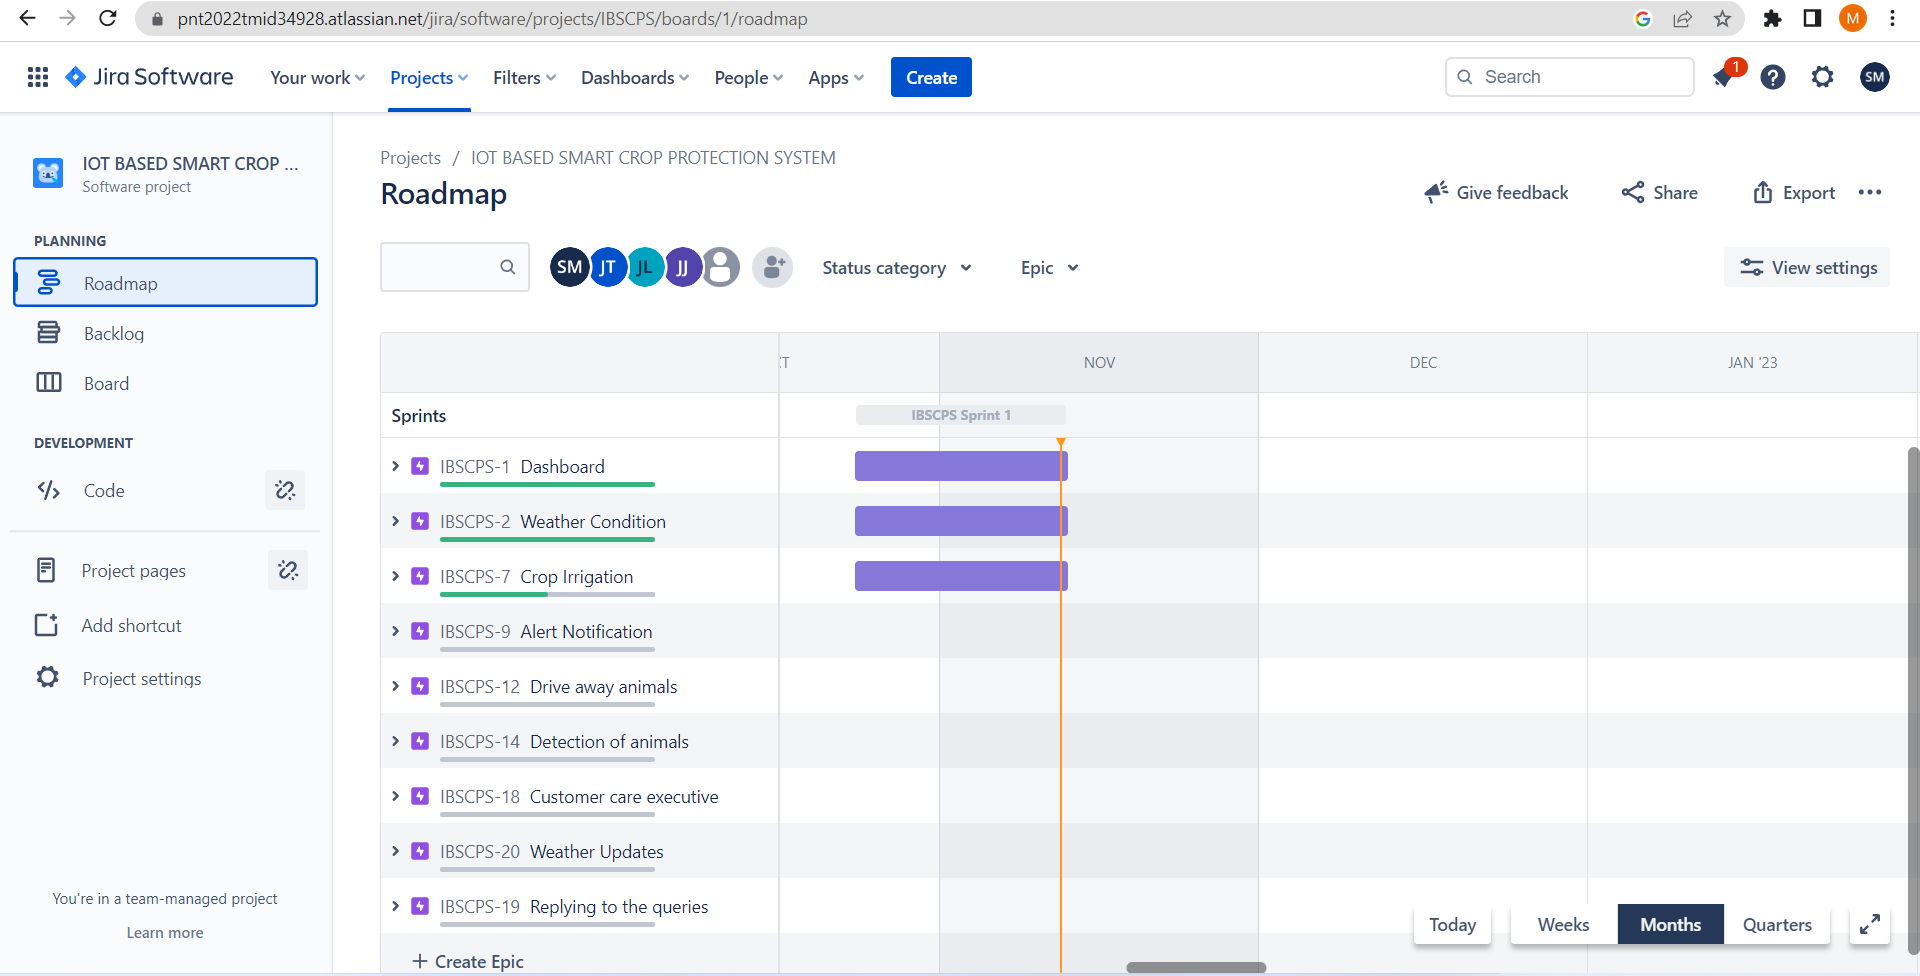 pnt2022tmid34928.atlassian.net/jira/software/projects/IBSCPS/boards/1/roadmap
M
Jira Software
Your work
Projects
Filters
Dashboards
People
Apps
Create
Search
1
SM
IOT BASED SMART CROP ...
Software project
PLANNING
Roadmap
Backlog
Board
DEVELOPMENT
Code
Project pages
Add shortcut
Project settings
You're in a team-managed project
Learn more
Projects / IOT BASED SMART CROP PROTECTION SYSTEM
Roadmap
Give feedback
Share
Export
SM
JT
JL
JJ
Status category
Epic
View settings
NOV
DEC
JAN '23
Sprints
IBSCPS Sprint 1
IBSCPS-1 Dashboard
IBSCPS-2 Weather Condition
IBSCPS-7 Crop Irrigation
IBSCPS-9 Alert Notification
IBSCPS-12 Drive away animals
IBSCPS-14 Detection of animals
IBSCPS-18 Customer care executive
IBSCPS-20 Weather Updates
IBSCPS-19 Replying to the queries
+ Create Epic
Today
Weeks
Months
Quarters